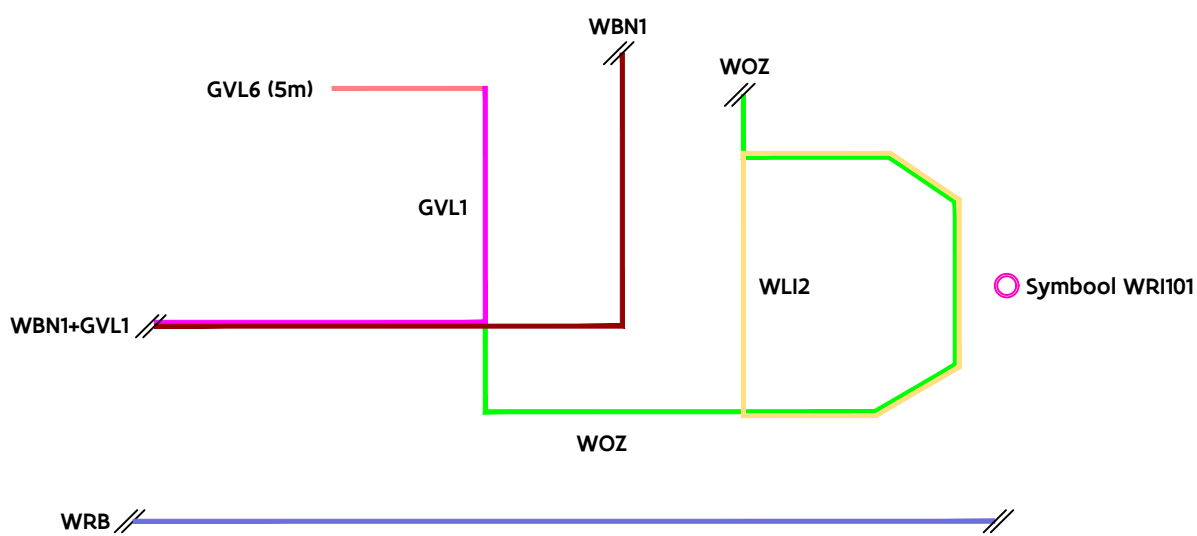 WBN1
WOZ
GVL6 (5m)
GVL1
WLI2
Symbool WRI101
WBN1+GVL1
WOZ
WRB